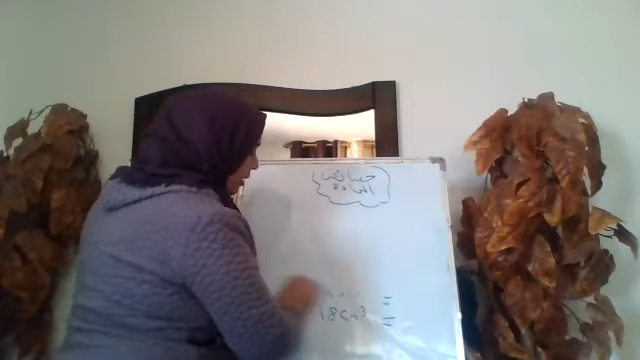 خصائص
المادة
=
18cm³ =